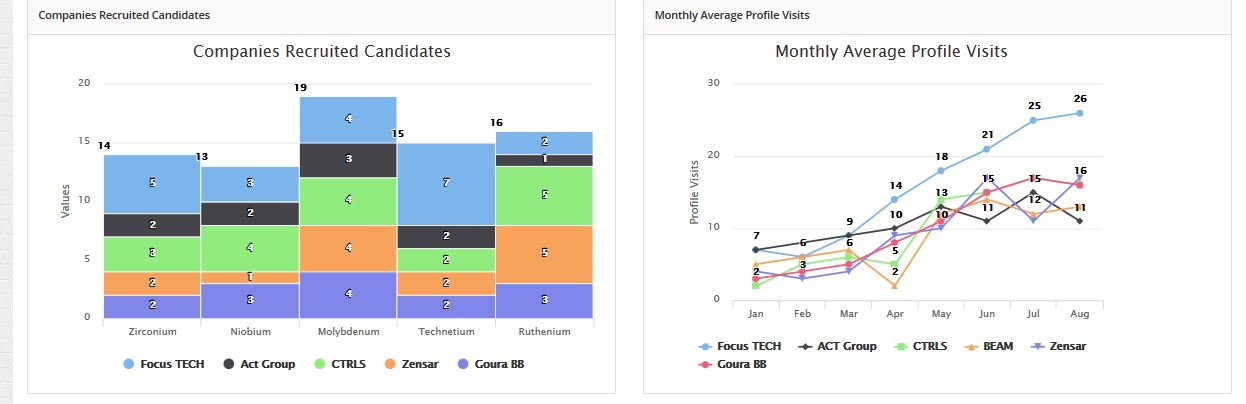 Companies Recruited Candidates
Companies Recruited Candidates
Values
20
15
10
5
0
14
13
19
15
16
5
3
4
7
2
2
2
3
2
1
3
4
4
2
5
2
1
4
2
5
2
3
4
2
3
Zirconium
Niobium
Molybdenum
Technetium
Ruthenium
Focus TECH
Act Group
CTRLS
Zensar
Goura BB
Monthly Average Profile Visits
Monthly Average Profile Visits
Profile Visits
30
20
10
0
7
6
9
14
18
21
25
26
10
13
11
15
11
2
3
6
5
15
16
2
10
12
Jan
Feb
Mar
Apr
May
Jun
Jul
Aug
Focus TECH
ACT Group
CTRLS
BEAM
Zensar
Goura BB